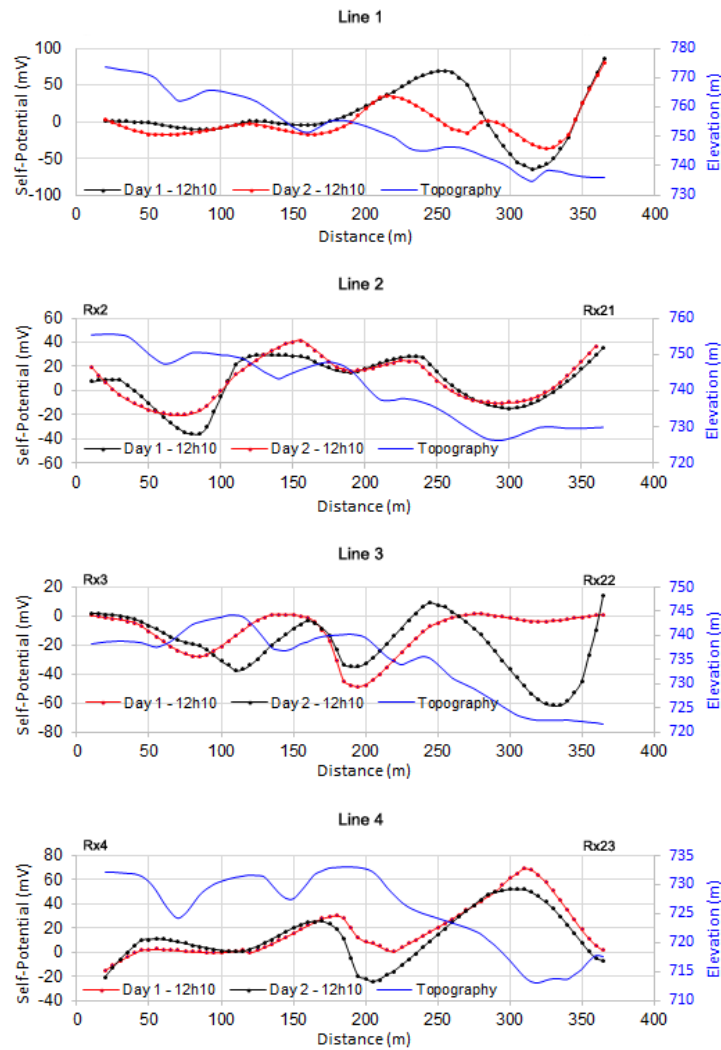 Line 1
Self-Potential (mV)
100
50
0
-50
-100
780
770
760
750
740
730
Elevation (m)
Day 1 - 12h10 Day 2 - 12h10 Topography
0 50 100 150 200 250 300 350 400
Distance (m)
Line 2
Rx2 Rx21
Self-Potential (mV)
60
40
20
0
-20
-40
-60
760
750
740
730
720
Elevation (m)
Day 1 - 12h10 Day 2 - 12h10 Topography
0 50 100 150 200 250 300 350 400
Distance (m)
Line 3
Rx3 Rx22
Self-Potential (mV)
20
0
-20
-40
-60
-80
750
745
740
735
730
725
720
Elevation (m)
Day 1 - 12h10 Day 2 - 12h10 Topography
0 50 100 150 200 250 300 350 400
Distance (m)
Line 4
Rx4 Rx23
Self-Potential (mV)
80
60
40
20
0
-20
-40
735
730
725
720
715
710
Elevation (m)
Day 1 - 12h10 Day 2 - 12h10 Topography
0 50 100 150 200 250 300 350 400
Distance (m)